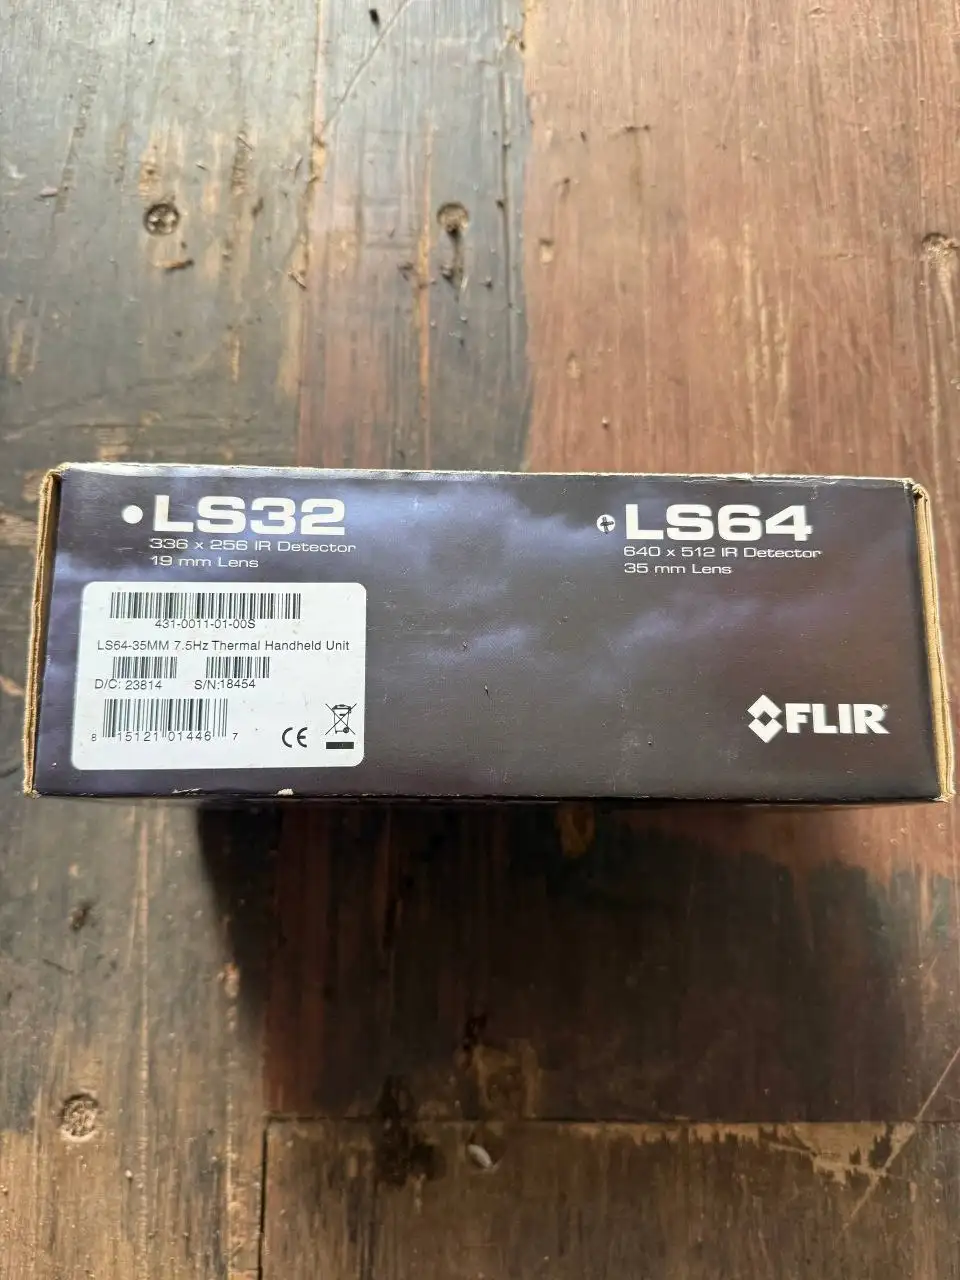 LS32
336 x 256 IR Detector
19 mm Lens
LS64
640 x 512 IR Detector
35 mm Lens
431-0011-01-00S
LS64-35MM 7.5Hz Thermal Handheld Unit
D/C: 23814 S/N:18454
8 15121 01446 7
CE
FLIR